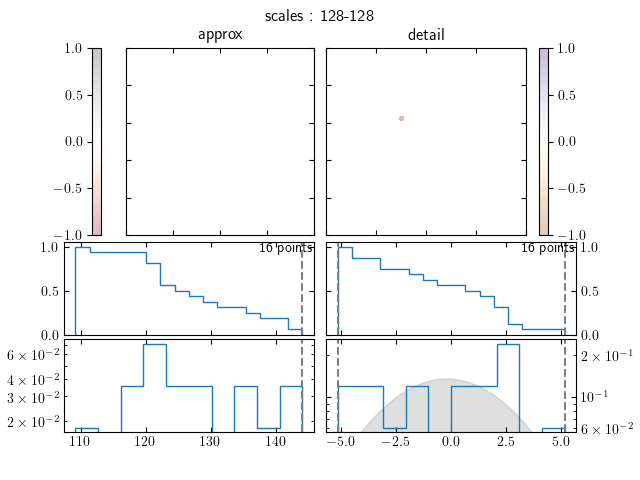 scales : 128-128
approx detail
1.0 1.0
0.5 0.5
0.0 0.0
−0.5 −0.5
−1.0 −1.0
16 points 16 points
1.0 1.0
0.5 0.5
0.0 0.0
6 × 10⁻² 2 × 10⁻¹
4 × 10⁻²
3 × 10⁻² 10⁻¹
2 × 10⁻² 6 × 10⁻²
110 120 130 140 −5.0 −2.5 0.0 2.5 5.0